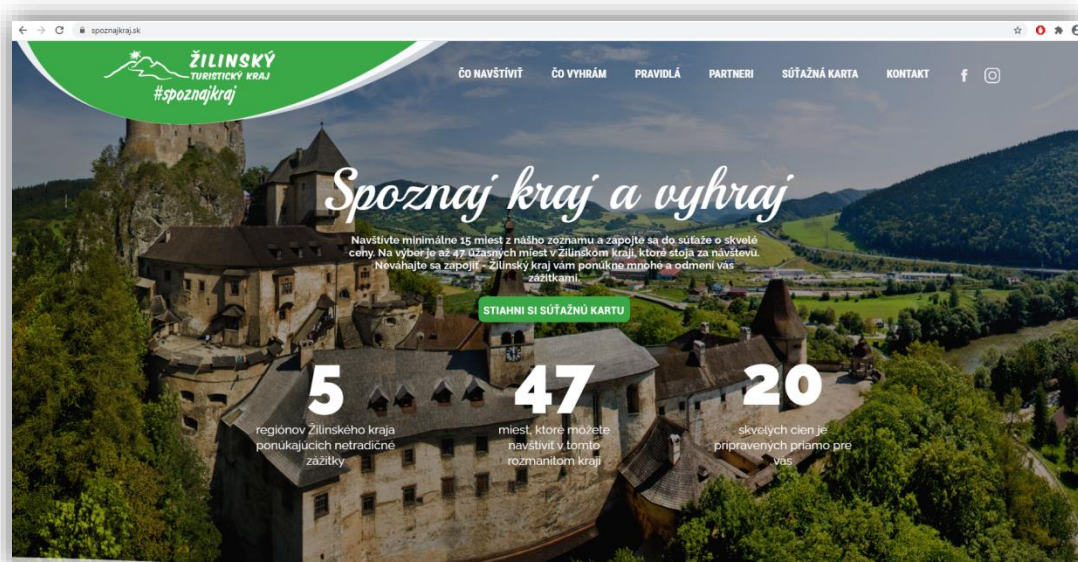 spoznajkraj.sk
ŽILINSKÝ
TURISTICKÝ KRAJ
#spoznajkraj
ČO NAVŠTÍVIŤ ČO VYHRÁM PRAVIDLÁ PARTNERI SÚŤAŽNÁ KARTA KONTAKT f
Spoznaj kraj a vyhraj
Navštívte minimálne 15 miest z nášho zoznamu a zapojte sa do súťaže o skvelé
ceny. Na výber je až 47 úžasných miest v Žilinskom kraji, ktoré stoja za návštevu.
Neváhajte sa zapojiť - Žilinský kraj vám ponúkne mnohé a odmení vás
zážitkami.
STIAHNI SI SÚŤAŽNÚ KARTU
5
regiónov Žilinského kraja
ponúkajúcich netradičné
zážitky
47
miest, ktoré môžete
navštíviť v tomto
rozmanitom kraji
20
skvelých cien je
pripravených priamo pre
vás